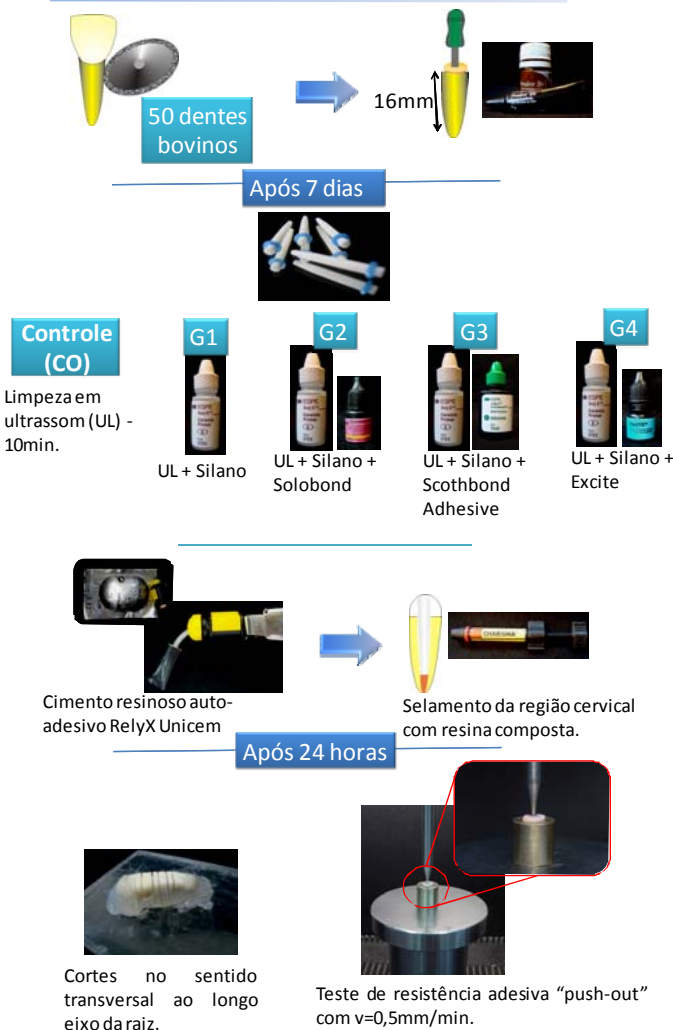 50 dentes
bovinos
16mm
Após 7 dias
Controle
(CO)
G1
G2
G3
G4
Limpeza em
ultrassom (UL) -
10min.
UL + Silano
UL + Silano +
Solobond
UL + Silano +
Scothbond
Adhesive
UL + Silano +
Excite
Cimento resinoso auto-
adesivo RelyX Unicem
CHARISMA
Selamento da região cervical
com resina composta.
Após 24 horas
Cortes no sentido
transversal ao longo
eixo da raiz.
Teste de resistência adesiva “push-out”
com v=0,5mm/min.